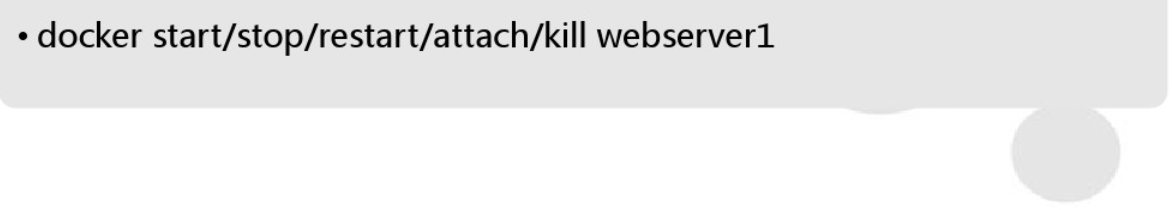 • docker start/stop/restart/attach/kill webserver1